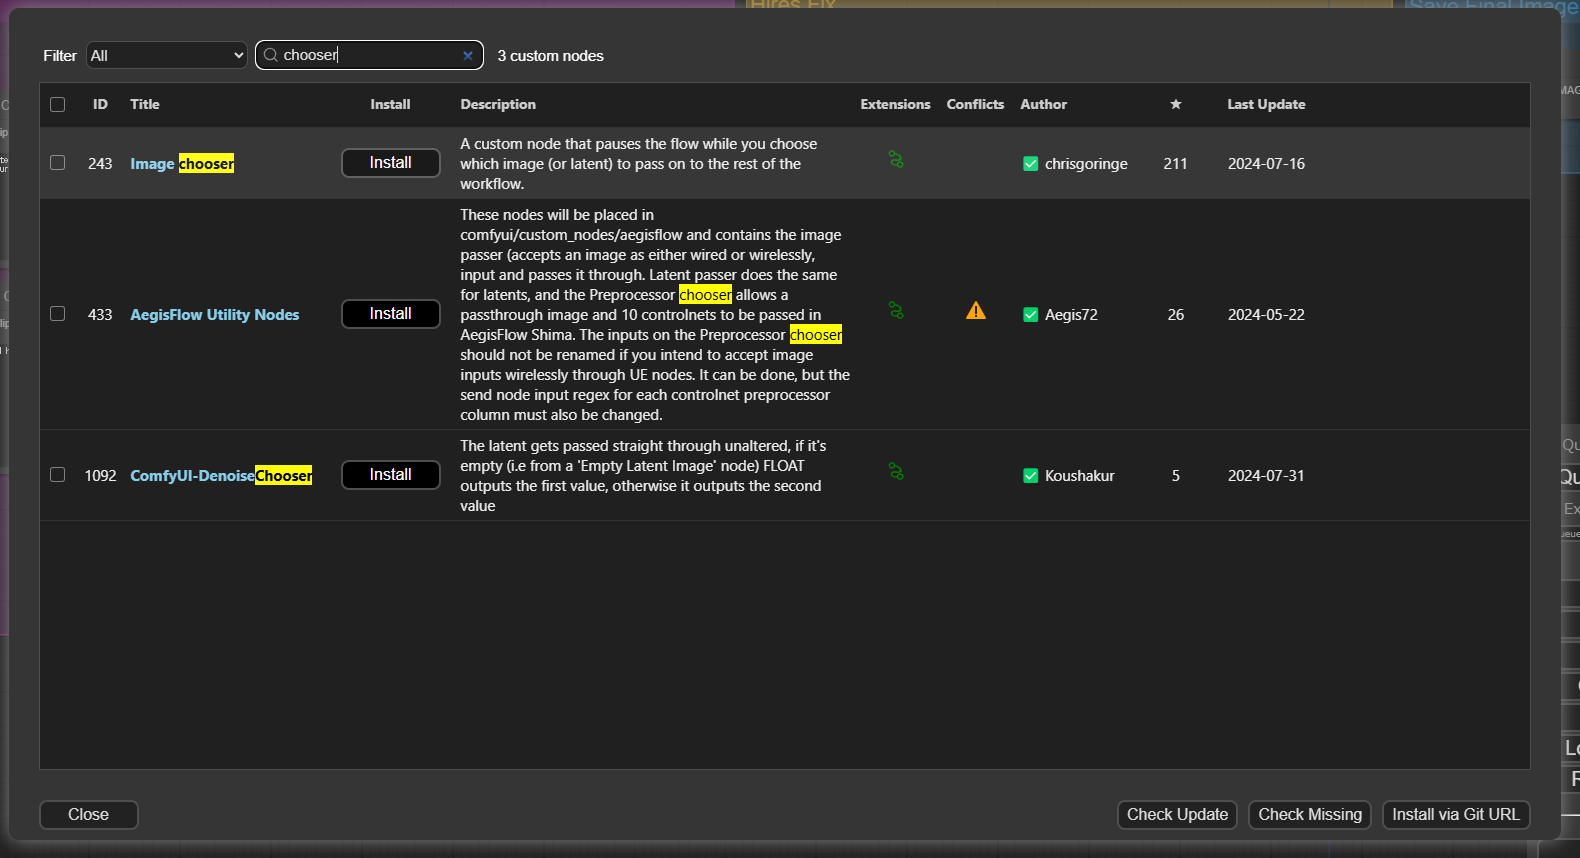 Hires Fix
Save Final Image
Filter All chooser 3 custom nodes
ID Title Install Description Extensions Conflicts Author ★ Last Update
243 Image chooser Install
A custom node that pauses the flow while you choose
which image (or latent) to pass on to the rest of the
workflow.
chrisgoringe 211 2024-07-16
433 AegisFlow Utility Nodes Install
These nodes will be placed in
comfyui/custom_nodes/aegisflow and contains the image
passer (accepts an image as either wired or wirelessly,
input and passes it through. Latent passer does the same
for latents, and the Preprocessor chooser allows a
passthrough image and 10 controlnets to be passed in
AegisFlow Shima. The inputs on the Preprocessor chooser
should not be renamed if you intend to accept image
inputs wirelessly through UE nodes. It can be done, but the
send node input regex for each controlnet preprocessor
column must also be changed.
Aegis72 26 2024-05-22
1092 ComfyUI-DenoiseChooser Install
The latent gets passed straight through unaltered, if it's
empty (i.e from a 'Empty Latent Image' node) FLOAT
outputs the first value, otherwise it outputs the second
value
Koushakur 5 2024-07-31
Close Check Update Check Missing Install via Git URL